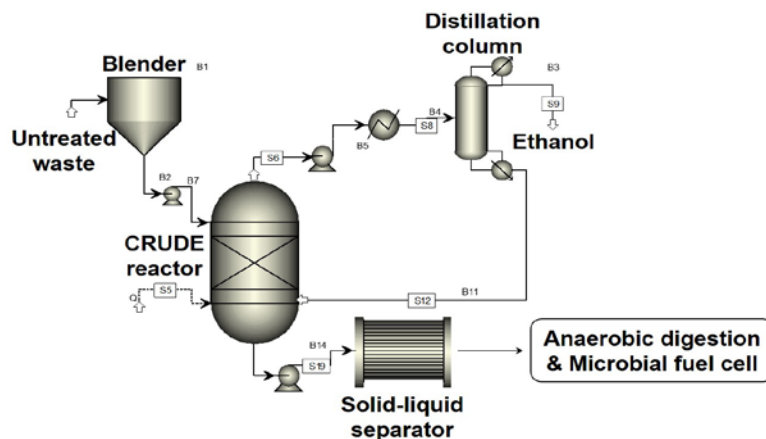 Distillation
column
Blender
B1
B3
S9
Untreated
waste
B4
S8
B5
Ethanol
S6
B2
B7
CRUDE
reactor
Q
S5
B11
S12
B14
S19
Anaerobic digestion
& Microbial fuel cell
Solid-liquid
separator